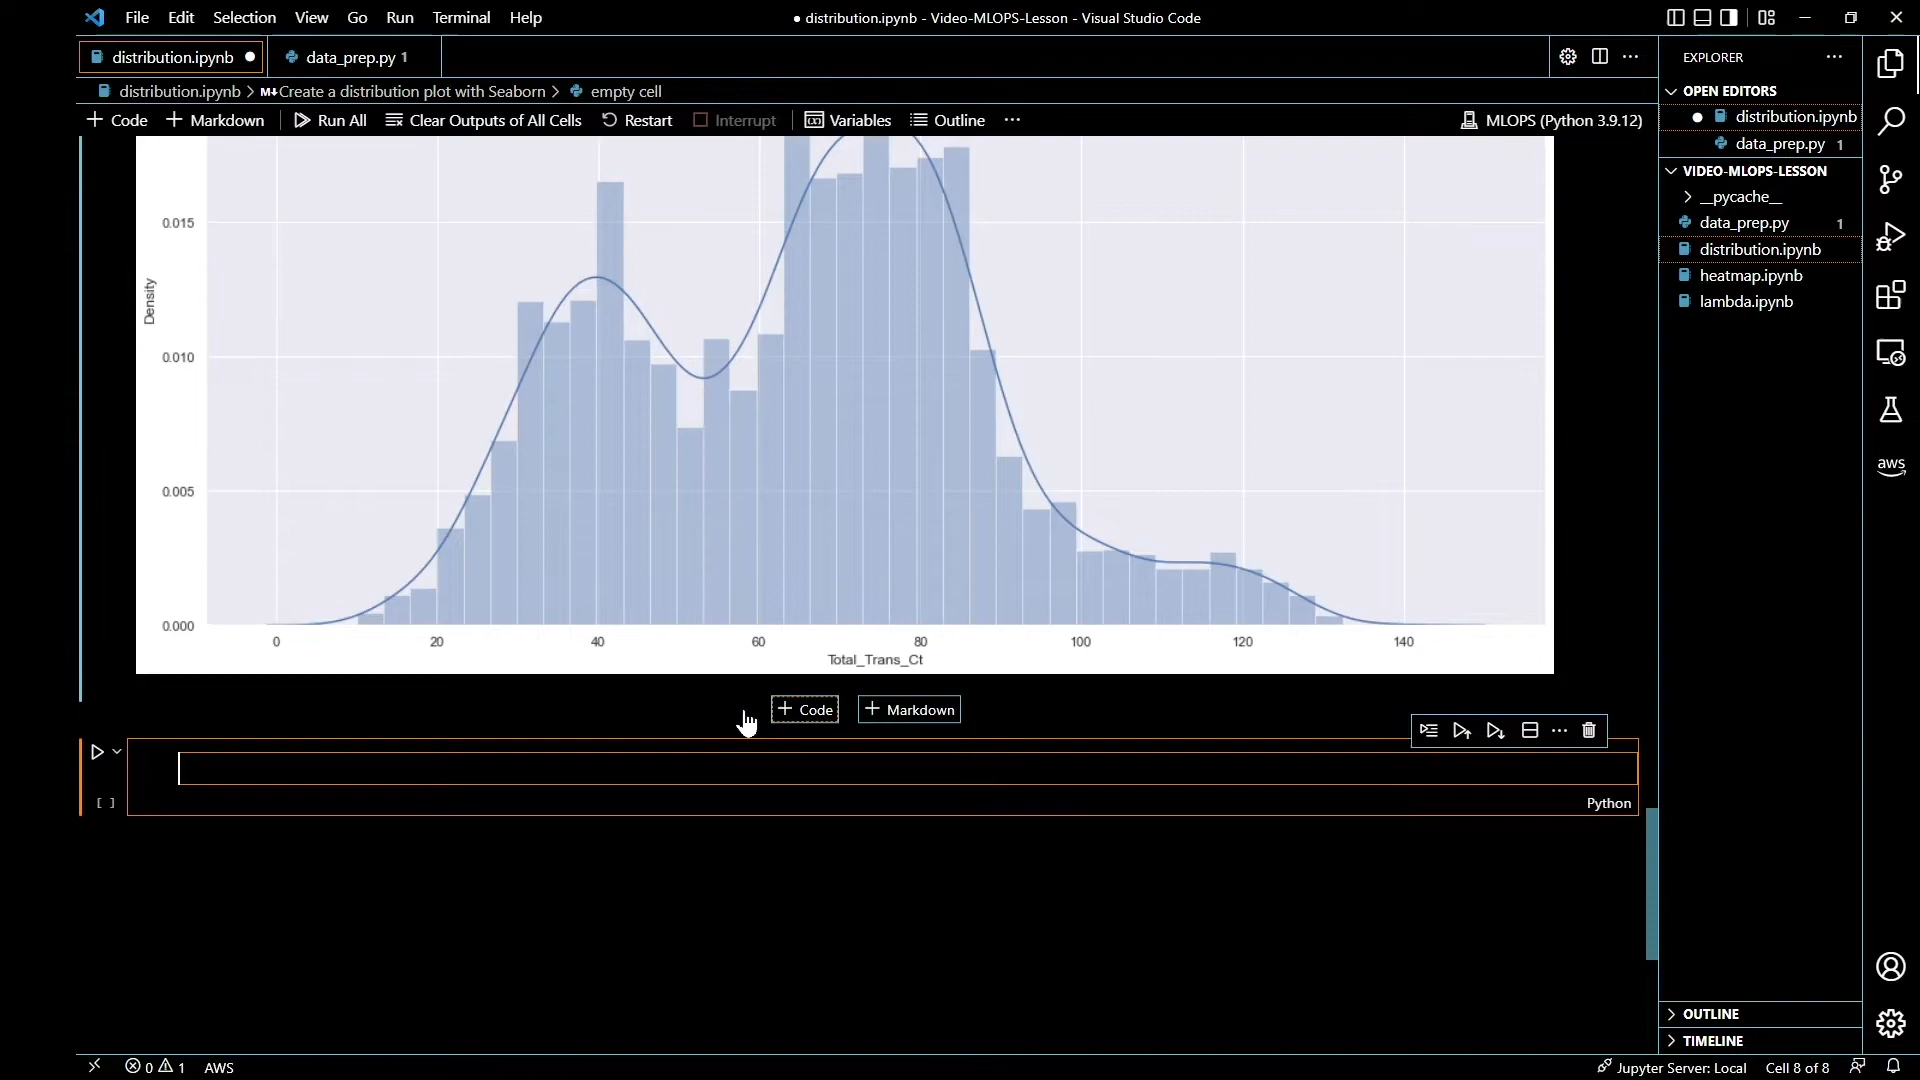 File Edit Selection View Go Run Terminal Help
● distribution.ipynb - Video-MLOPS-Lesson - Visual Studio Code
distribution.ipynb ●
data_prep.py 1
distribution.ipynb > M↓Create a distribution plot with Seaborn > empty cell
+ Code + Markdown Run All Clear Outputs of All Cells Restart Interrupt Variables Outline ...
MLOPS (Python 3.9.12)
0.015
0.010
0.005
0.000
Density
0 20 40 60 80 100 120 140
Total_Trans_Ct
+ Code + Markdown
[ ]
Python
EXPLORER ...
OPEN EDITORS
● distribution.ipynb
data_prep.py 1
VIDEO-MLOPS-LESSON
> __pycache__
data_prep.py 1
distribution.ipynb
heatmap.ipynb
lambda.ipynb
> OUTLINE
> TIMELINE
aws
0 1 AWS
Jupyter Server: Local Cell 8 of 8